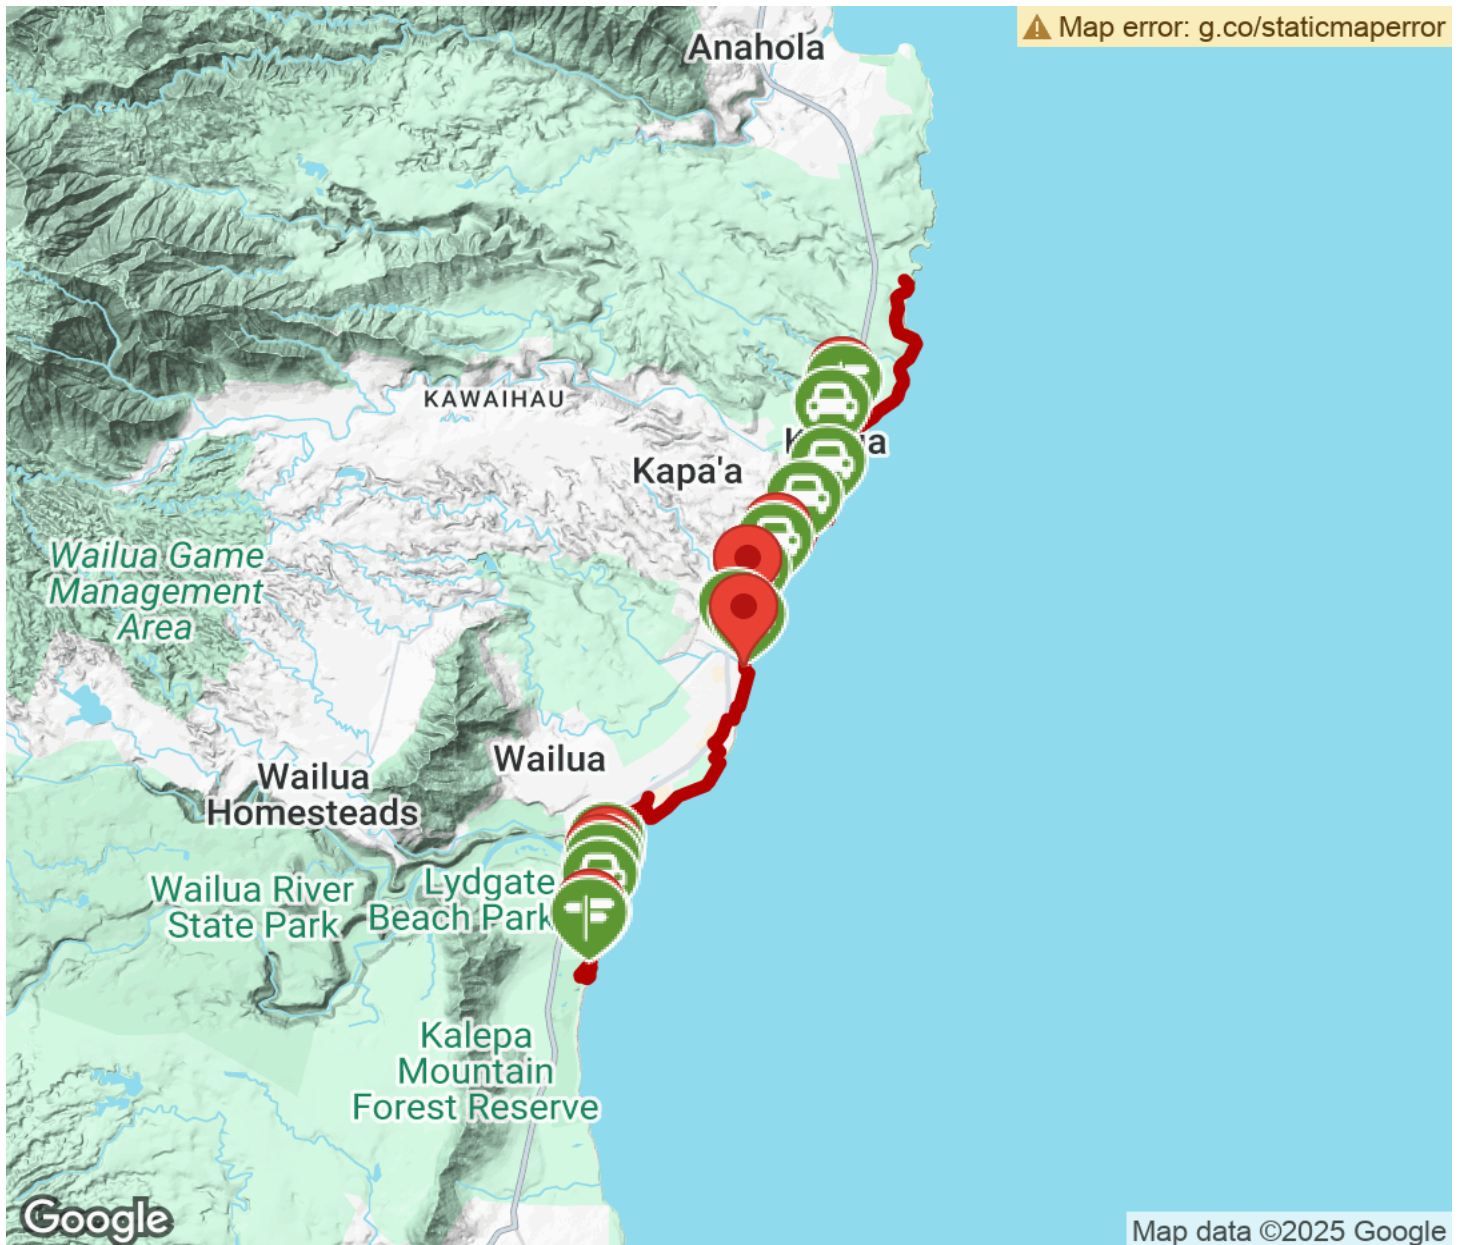 Map error: g.co/staticmaperror
Anahola
KAWAIHAU
Kapa'a
Wailua Game
Management
Area
Wailua
Wailua
Homesteads
Lydgate
Beach Park
Wailua River
State Park
Kalepa
Mountain
Forest Reserve
Google
Map data ©2025 Google